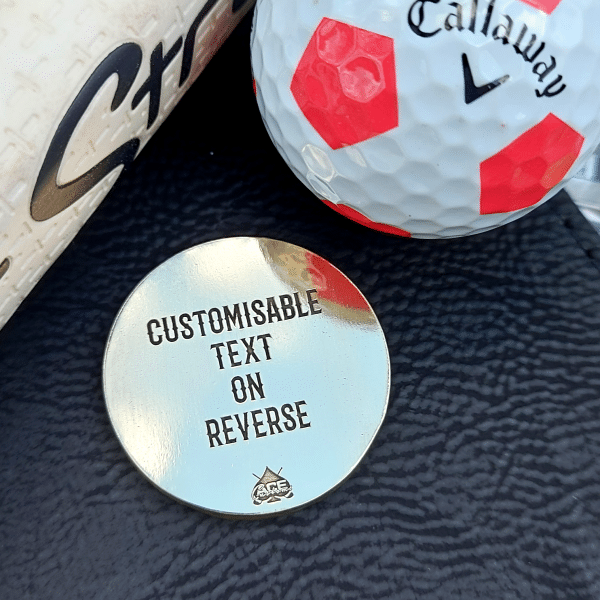 Callaway
CUSTOMISABLE
TEXT
ON
REVERSE
ACE